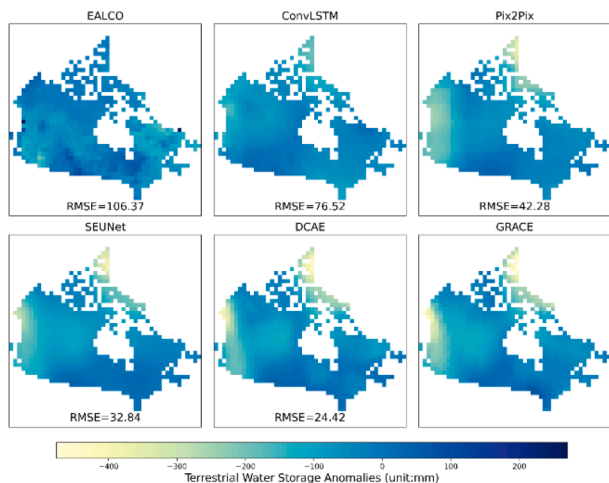 EALCO
ConvLSTM
Pix2Pix
RMSE=106.37
RMSE=76.52
RMSE=42.28
SEUNet
DCAE
GRACE
RMSE=32.84
RMSE=24.42
−400 −300 −200 −100 0 100 200
Terrestrial Water Storage Anomalies (unit:mm)